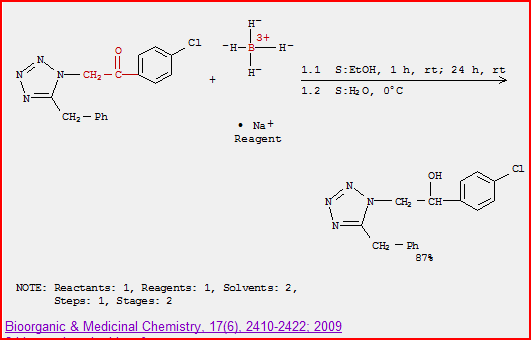 O
Cl
H-
H- B 3+ H-
H-
N N N N CH2 C
CH2 Ph
+
1.1 S:EtOH, 1 h, rt; 24 h, rt
1.2 S:H2O, 0°C
• Na+
Reagent
OH
Cl
N N N N CH2 CH
CH2 Ph
87%
NOTE: Reactants: 1, Reagents: 1, Solvents: 2,
Steps: 1, Stages: 2
Bioorganic & Medicinal Chemistry, 17(6), 2410-2422; 2009